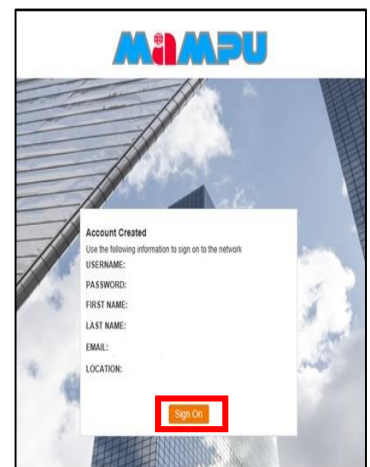 MAMPU
Account Created
Use the following information to sign on to the network
USERNAME:
PASSWORD:
FIRST NAME:
LAST NAME:
EMAIL:
LOCATION:
Sign On